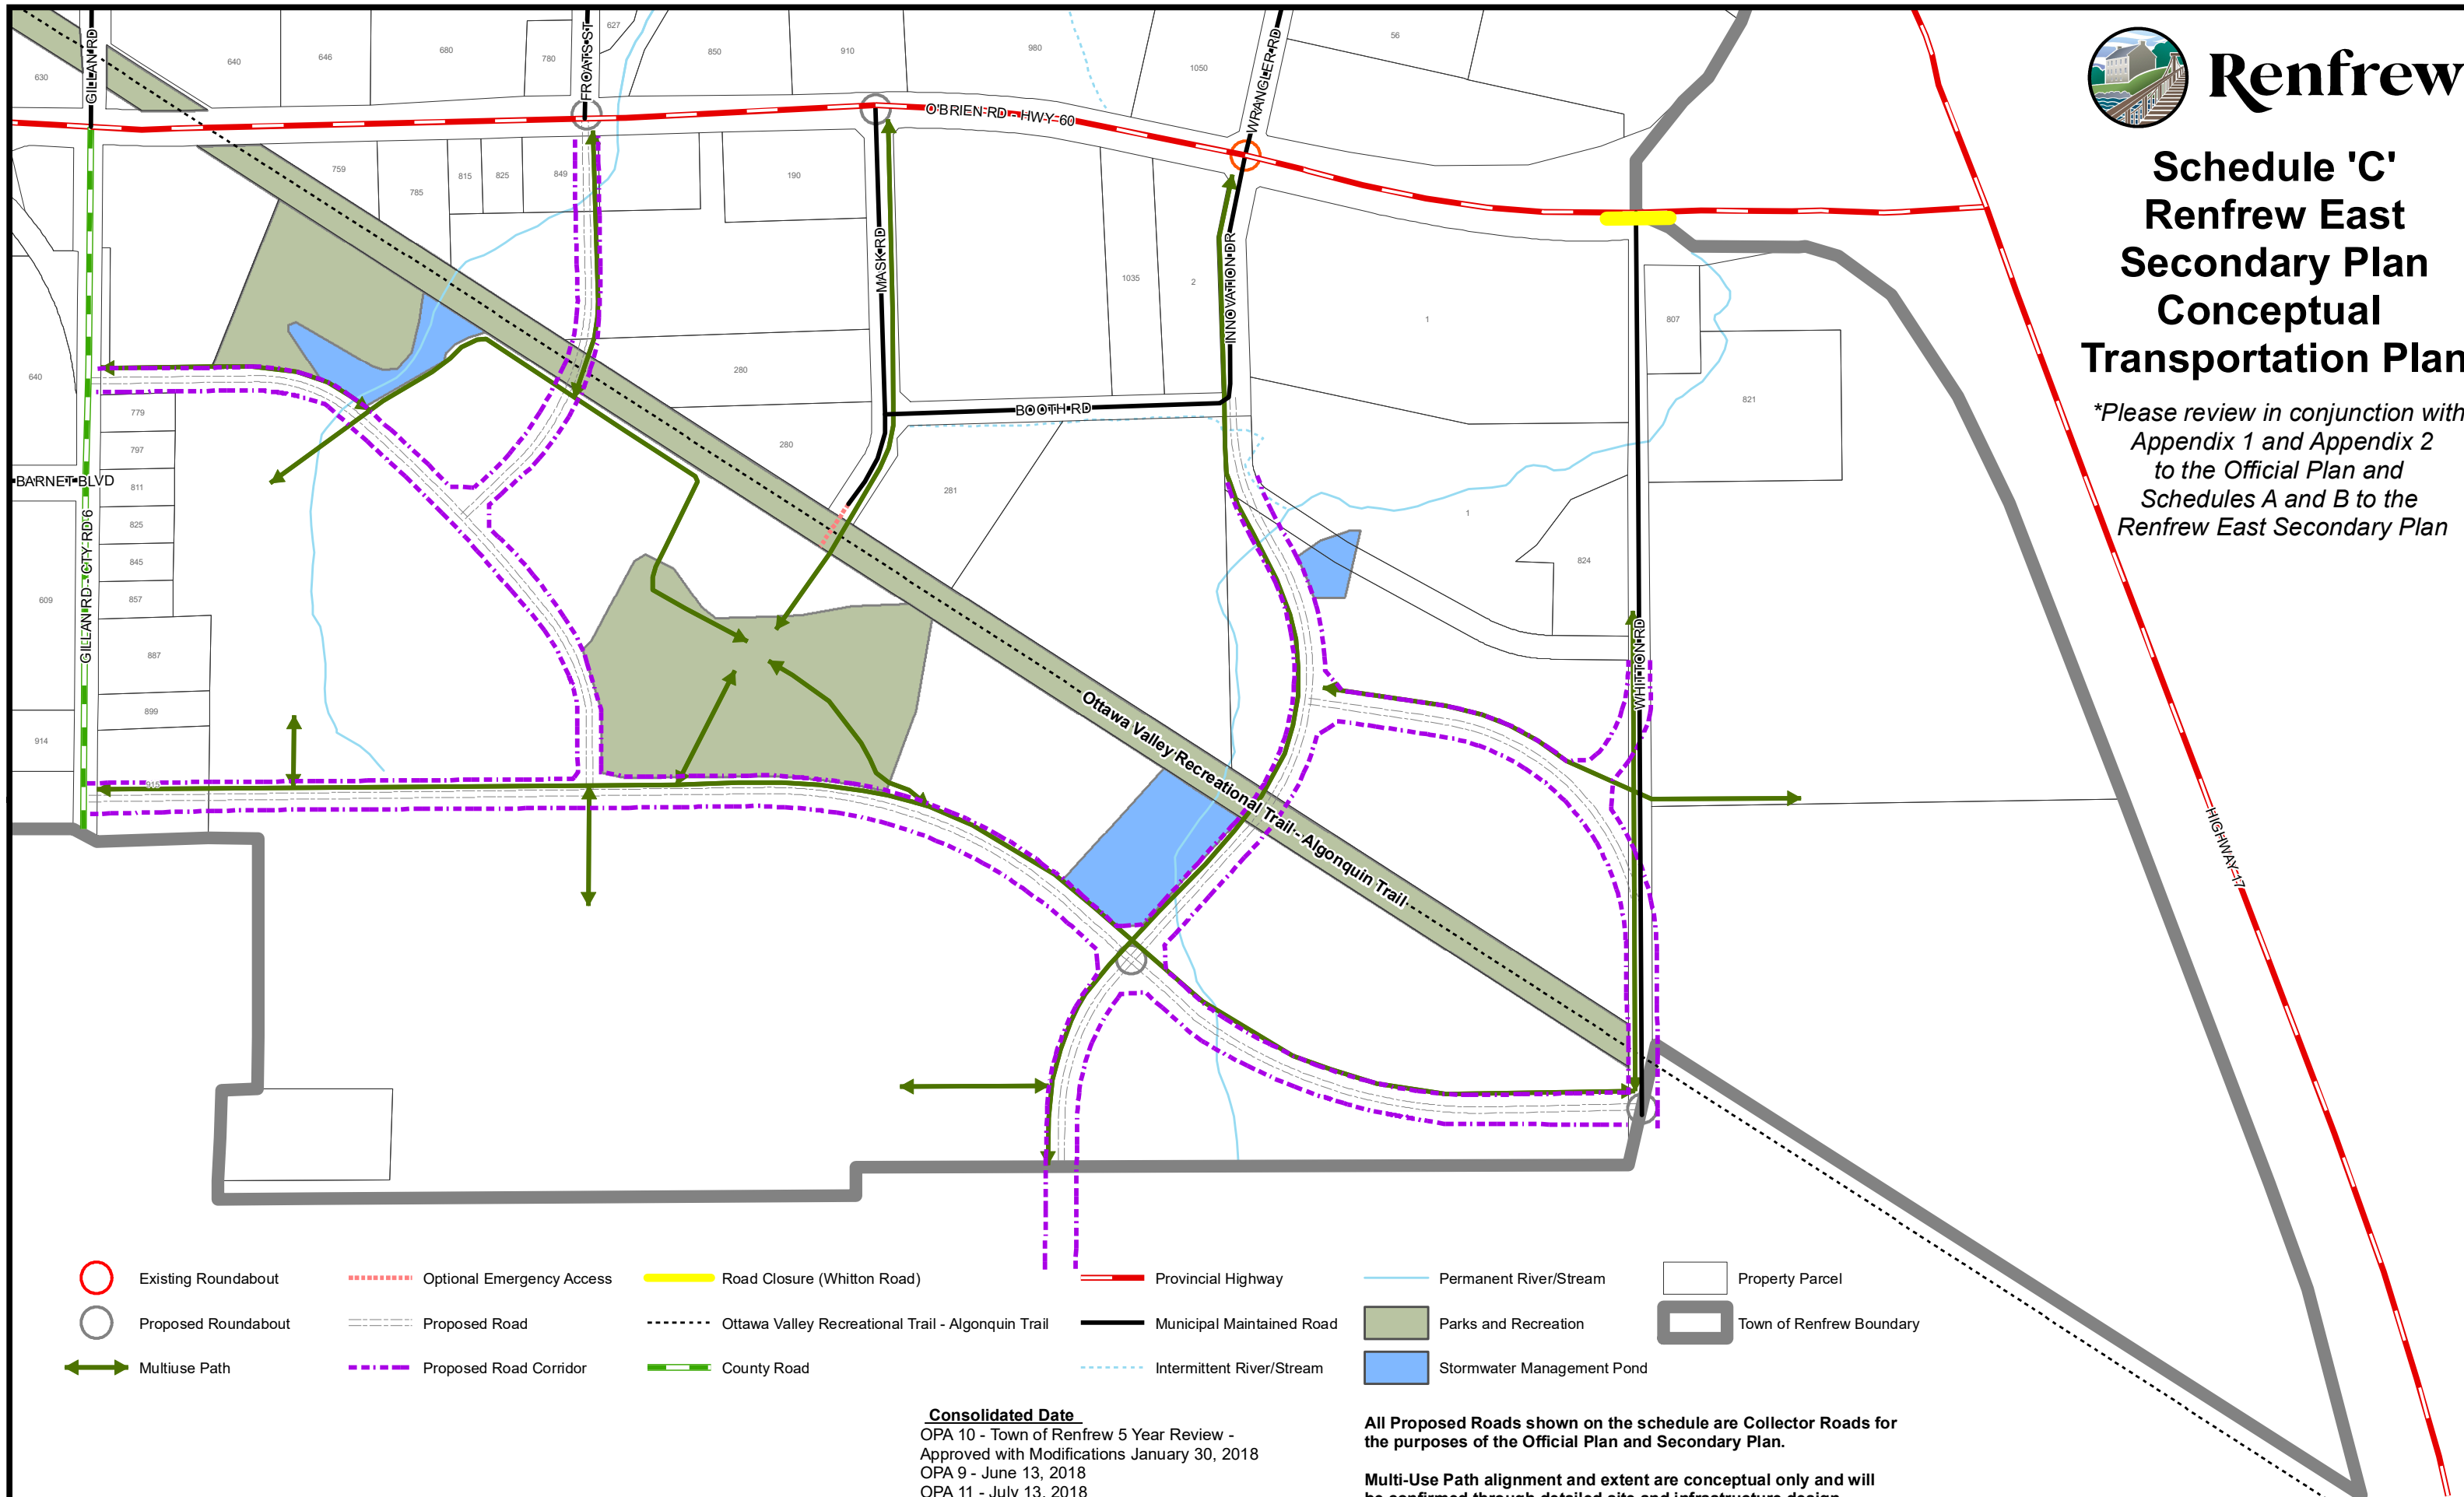 Renfrew
Schedule 'C'
Renfrew East
Secondary Plan
Conceptual
Transportation Plan
*Please review in conjunction with
Appendix 1 and Appendix 2
to the Official Plan and
Schedules A and B to the
Renfrew East Secondary Plan
GILLAN RD
FROATS ST
WRANGLER RD
O'BRIEN RD - HWY 60
MASK RD
INNOVATION DR
BOOTH RD
BARNET BLVD
GILLAN RD - CTY RD 6
WHITTON RD
HIGHWAY 17
Ottawa Valley Recreational Trail - Algonquin Trail
630
640
646
680
780
627
850
910
980
1050
56
759
785
815
825
849
190
1035
2
1
807
821
640
280
280
281
1
824
779
797
811
825
845
857
609
887
899
914
915
Existing Roundabout
Proposed Roundabout
Multiuse Path
Optional Emergency Access
Proposed Road
Proposed Road Corridor
Road Closure (Whitton Road)
Ottawa Valley Recreational Trail - Algonquin Trail
County Road
Provincial Highway
Municipal Maintained Road
Intermittent River/Stream
Permanent River/Stream
Parks and Recreation
Stormwater Management Pond
Property Parcel
Town of Renfrew Boundary
Consolidated Date
OPA 10 - Town of Renfrew 5 Year Review -
Approved with Modifications January 30, 2018
OPA 9 - June 13, 2018
OPA 11 - July 13, 2018
All Proposed Roads shown on the schedule are Collector Roads for
the purposes of the Official Plan and Secondary Plan.
Multi-Use Path alignment and extent are conceptual only and will
be confirmed through detailed site and infrastructure design